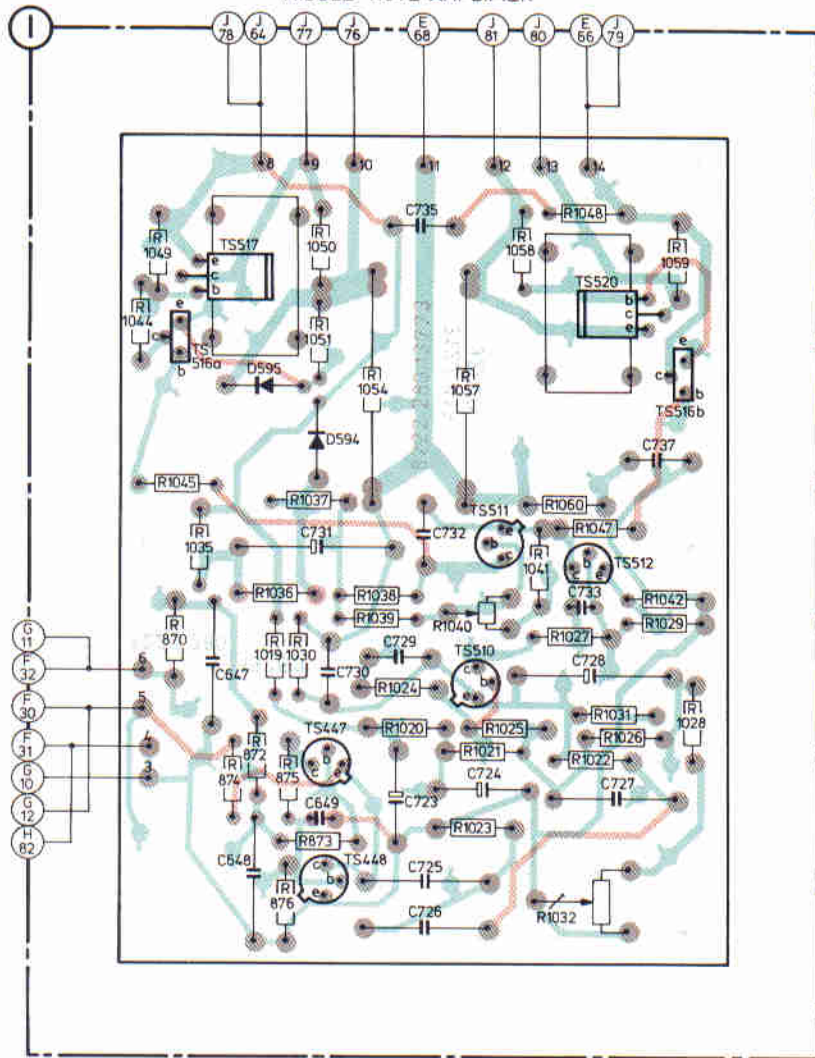 I
J 78
J 64
J 77
J 76
E 68
J 81
J 80
E 66
J 79
8
9
10
11
12
13
14
C735
R1048
TS517
R 1049
R 1050
R 1058
R 1059
TS520
e
c
b
b
c
e
R 1044
e
c
b
TS 516a
R 1051
D595
R 1054
R 1057
e
c
b
TS516b
D594
C737
R1045
R1037
TS511
R1060
R1047
R 1035
C731
C732
e
b
c
R 1041
TS512
b
c
e
R1036
R1038
C733
R1042
R 870
R1039
R1040
R1029
G 11
R1027
F 32
6
C647
R 1019
R 1030
C730
C729
TS510
C728
c
b
e
R1024
F 30
5
R1031
R 1028
F 31
4
R 872
TS447
R1020
R1025
R1026
R1021
G 10
3
R 874
R 875
b
c
e
R1022
C724
G 12
C649
C723
C727
H 82
R873
R1023
C648
TS448
c
b
e
R 876
C725
C726
R1032